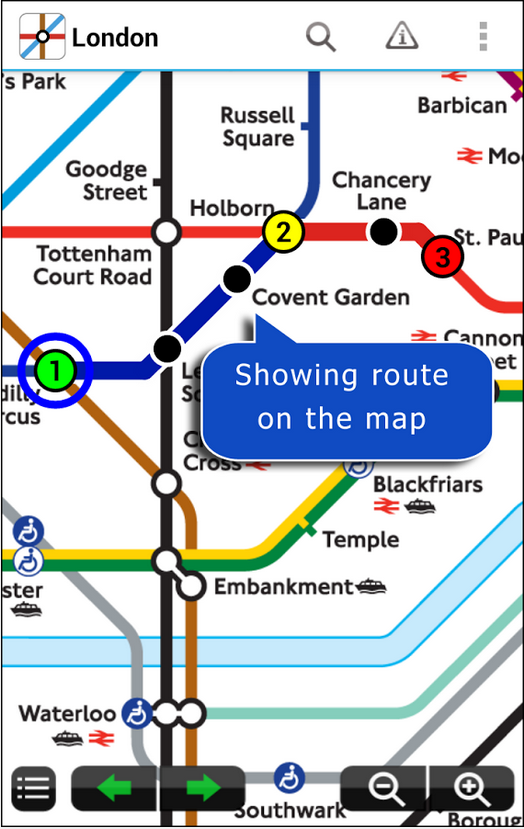 London
's Park
Barbican
Russell
Square
Moo
Goodge
Street
Chancery
Lane
Holborn
2
St. Pau
3
Tottenham
Court Road
Covent Garden
1
Cannon
dilly
rcus
Le
Sq
et
Showing route
on the map
Cross
Blackfriars
Temple
ster
Embankment
Waterloo
Southwark
Boroug